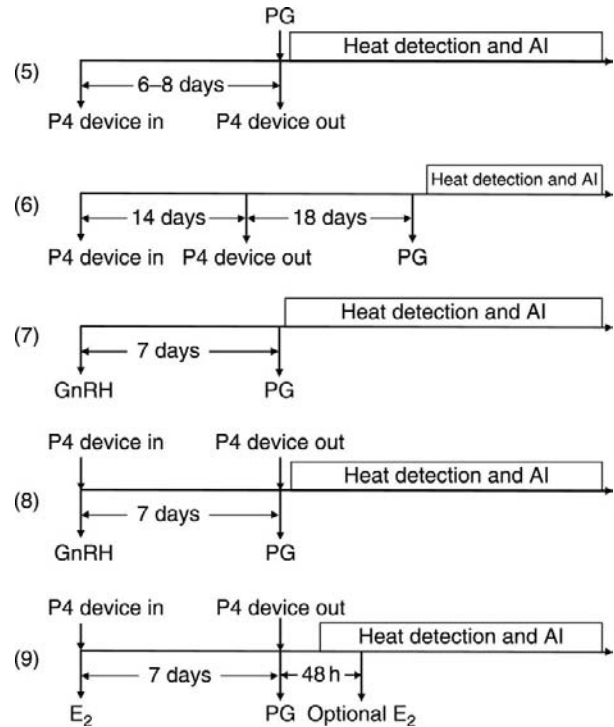 PG
Heat detection and AI
(5)
6–8 days
P4 device in P4 device out
Heat detection and AI
(6)
14 days 18 days
P4 device in P4 device out PG
Heat detection and AI
(7)
7 days
GnRH PG
P4 device in P4 device out
Heat detection and AI
(8)
7 days
GnRH PG
P4 device in P4 device out
Heat detection and AI
(9)
7 days 48 h
E₂ PG Optional E₂